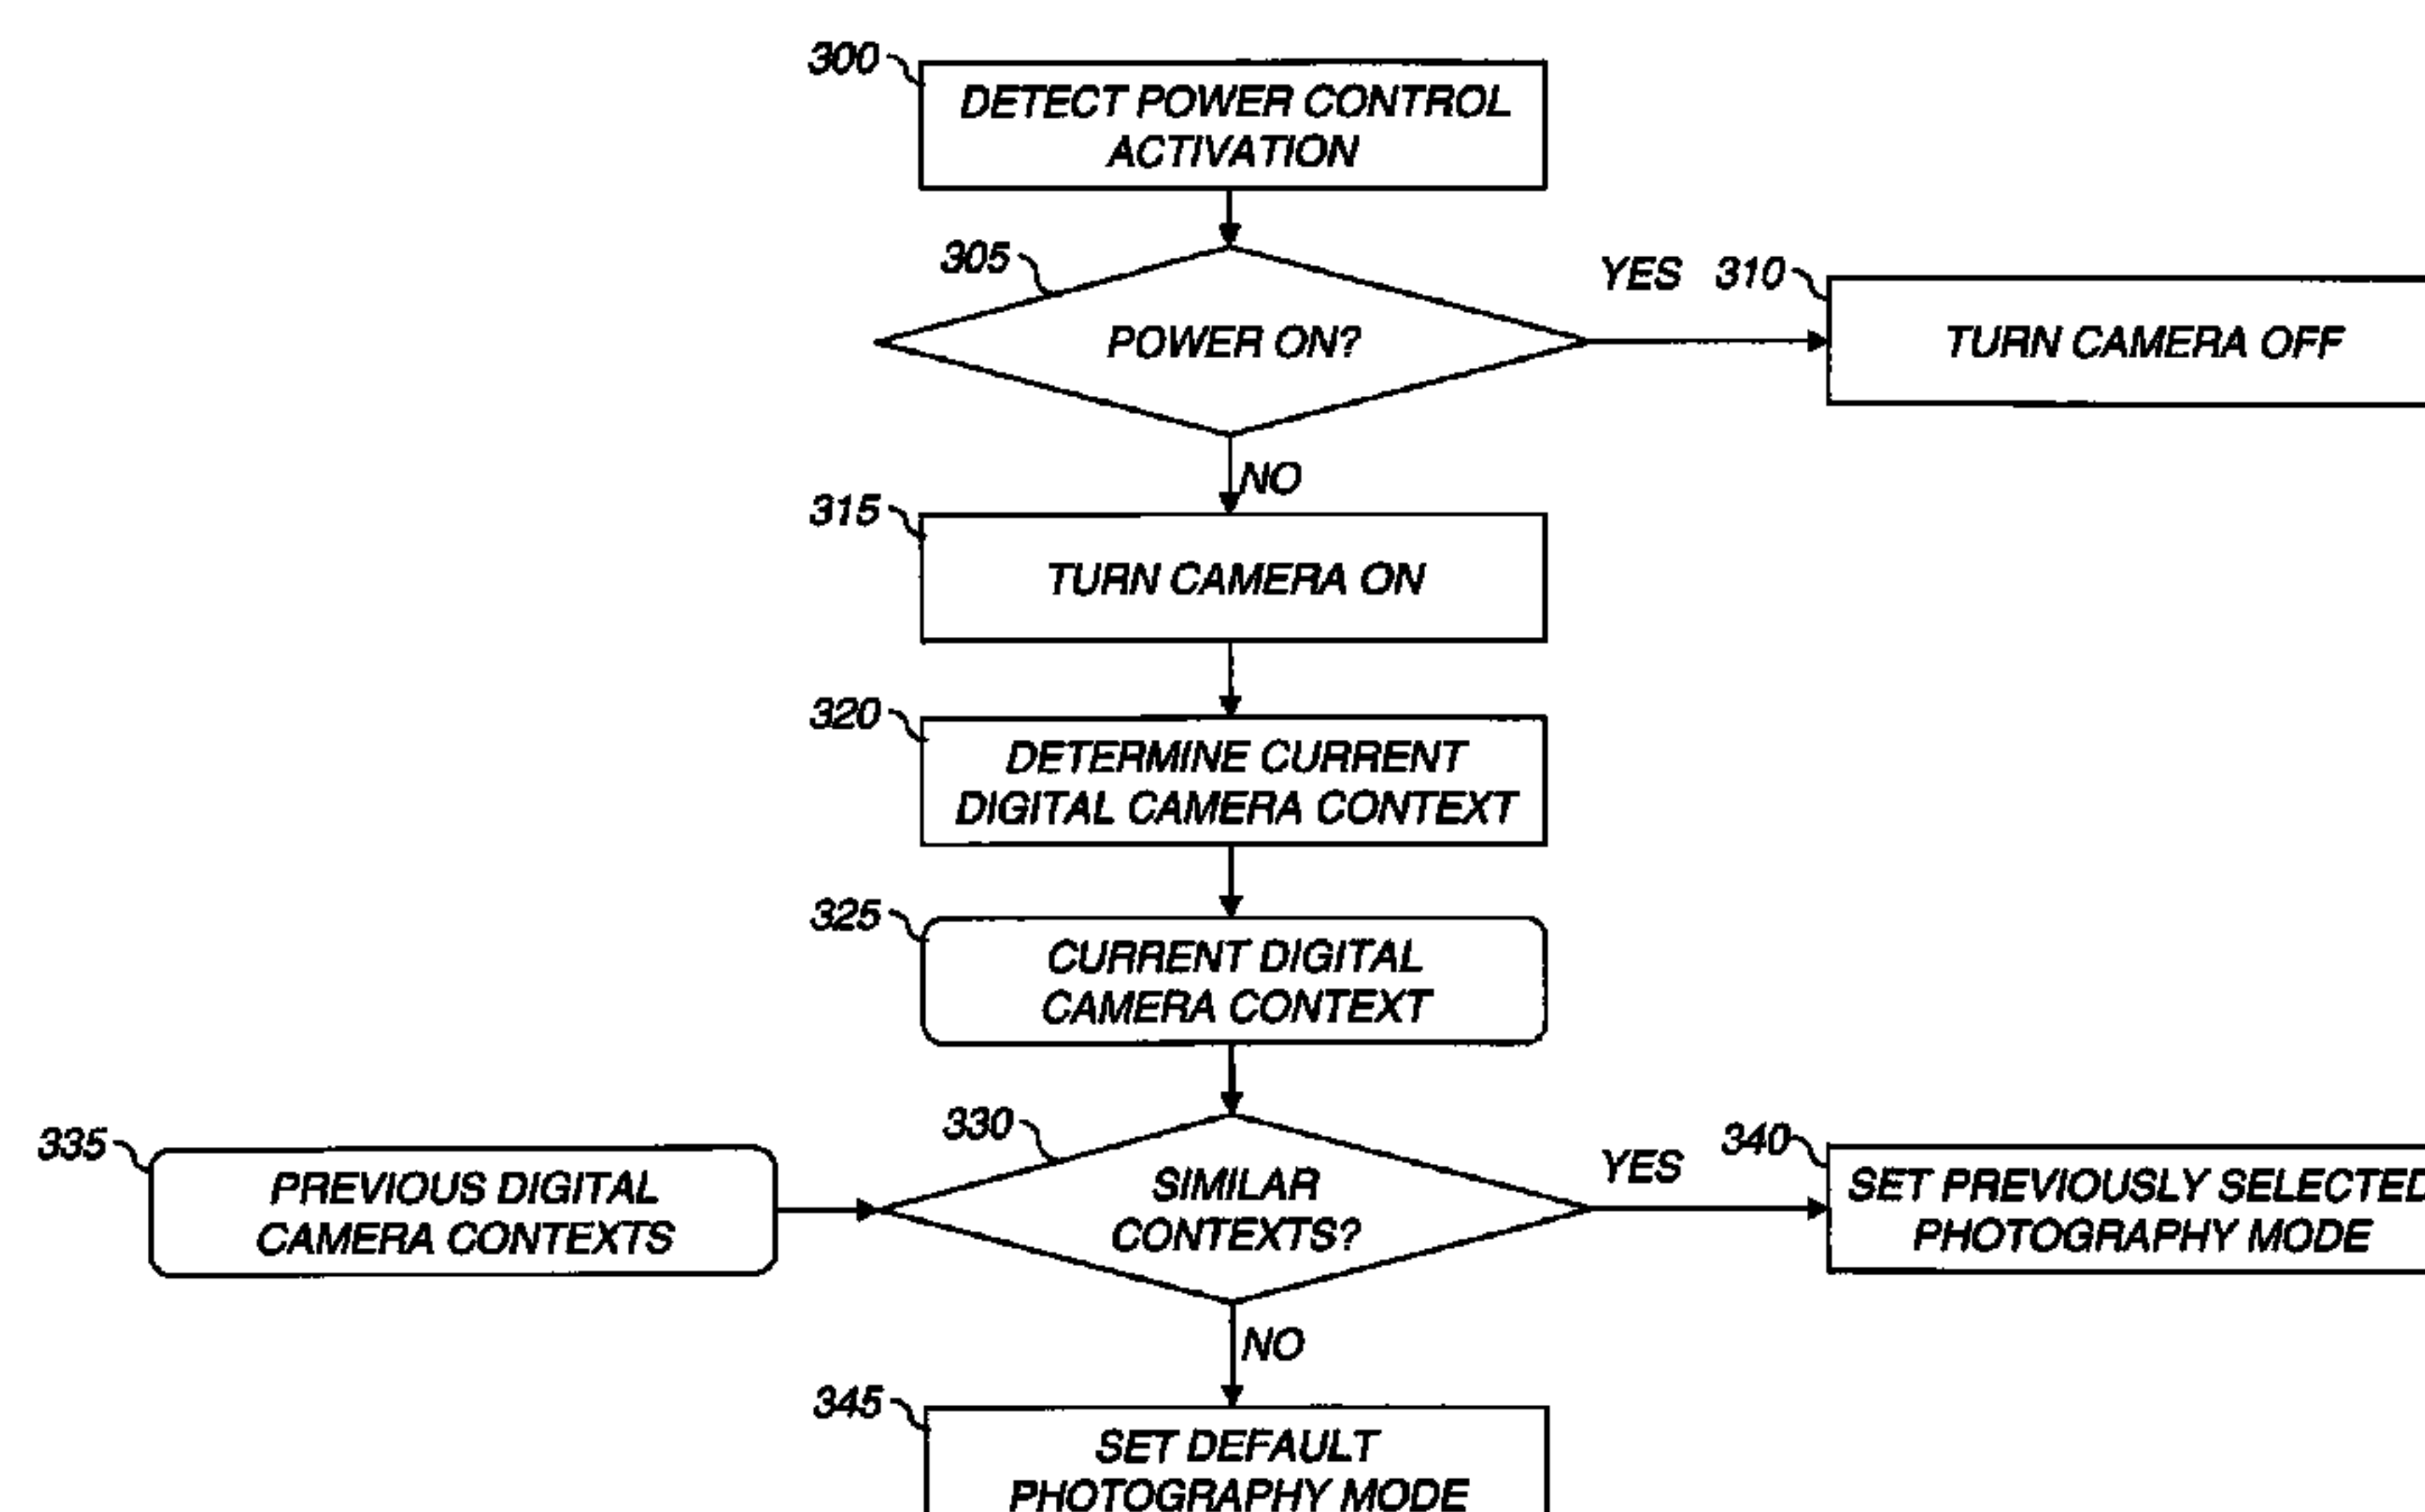 300
DETECT POWER CONTROL
ACTIVATION
305
POWER ON?
YES
310
TURN CAMERA OFF
NO
315
TURN CAMERA ON
320
DETERMINE CURRENT
DIGITAL CAMERA CONTEXT
325
CURRENT DIGITAL
CAMERA CONTEXT
335
PREVIOUS DIGITAL
CAMERA CONTEXTS
330
SIMILAR
CONTEXTS?
YES
340
SET PREVIOUSLY SELECTED
PHOTOGRAPHY MODE
NO
345
SET DEFAULT
PHOTOGRAPHY MODE